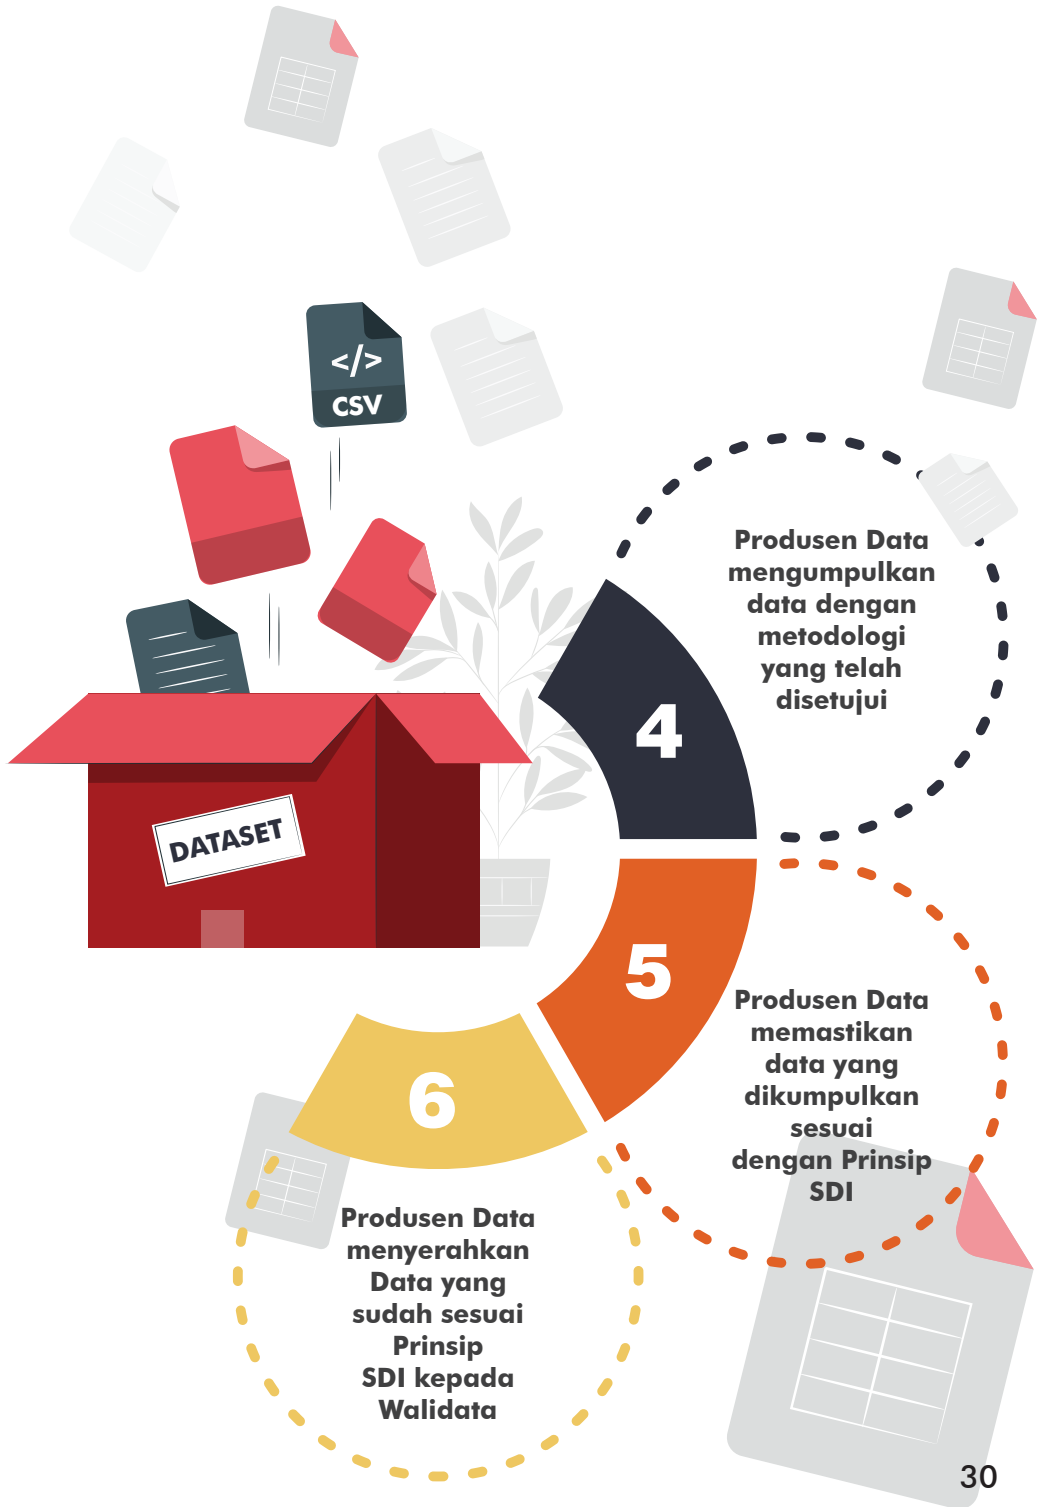 </>
CSV
DATASET
4
Produsen Data
mengumpulkan
data dengan
metodologi
yang telah
disetujui
5
Produsen Data
memastikan
data yang
dikumpulkan
sesuai
dengan Prinsip
SDI
6
Produsen Data
menyerahkan
Data yang
sudah sesuai
Prinsip
SDI kepada
Walidata
30